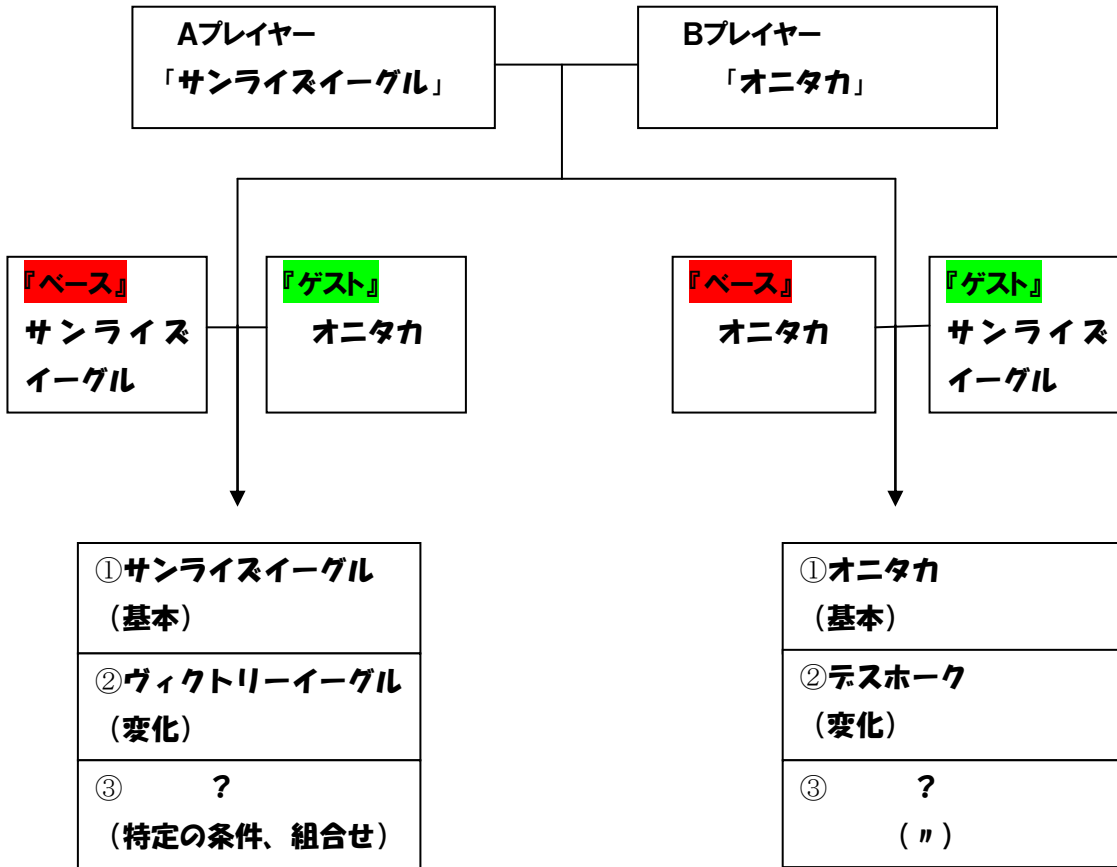 Aプレイヤー
「サンライズイーグル」
Bプレイヤー
「オニタカ」
『ベース』
サンライズ
イーグル
『ゲスト』
オニタカ
『ベース』
オニタカ
『ゲスト』
サンライズ
イーグル
①サンライズイーグル
(基本)
②ヴィクトリーイーグル
(変化)
③ ?
(特定の条件、組合せ)
①オニタカ
(基本)
②デスホーク
(変化)
③ ?
(〃)